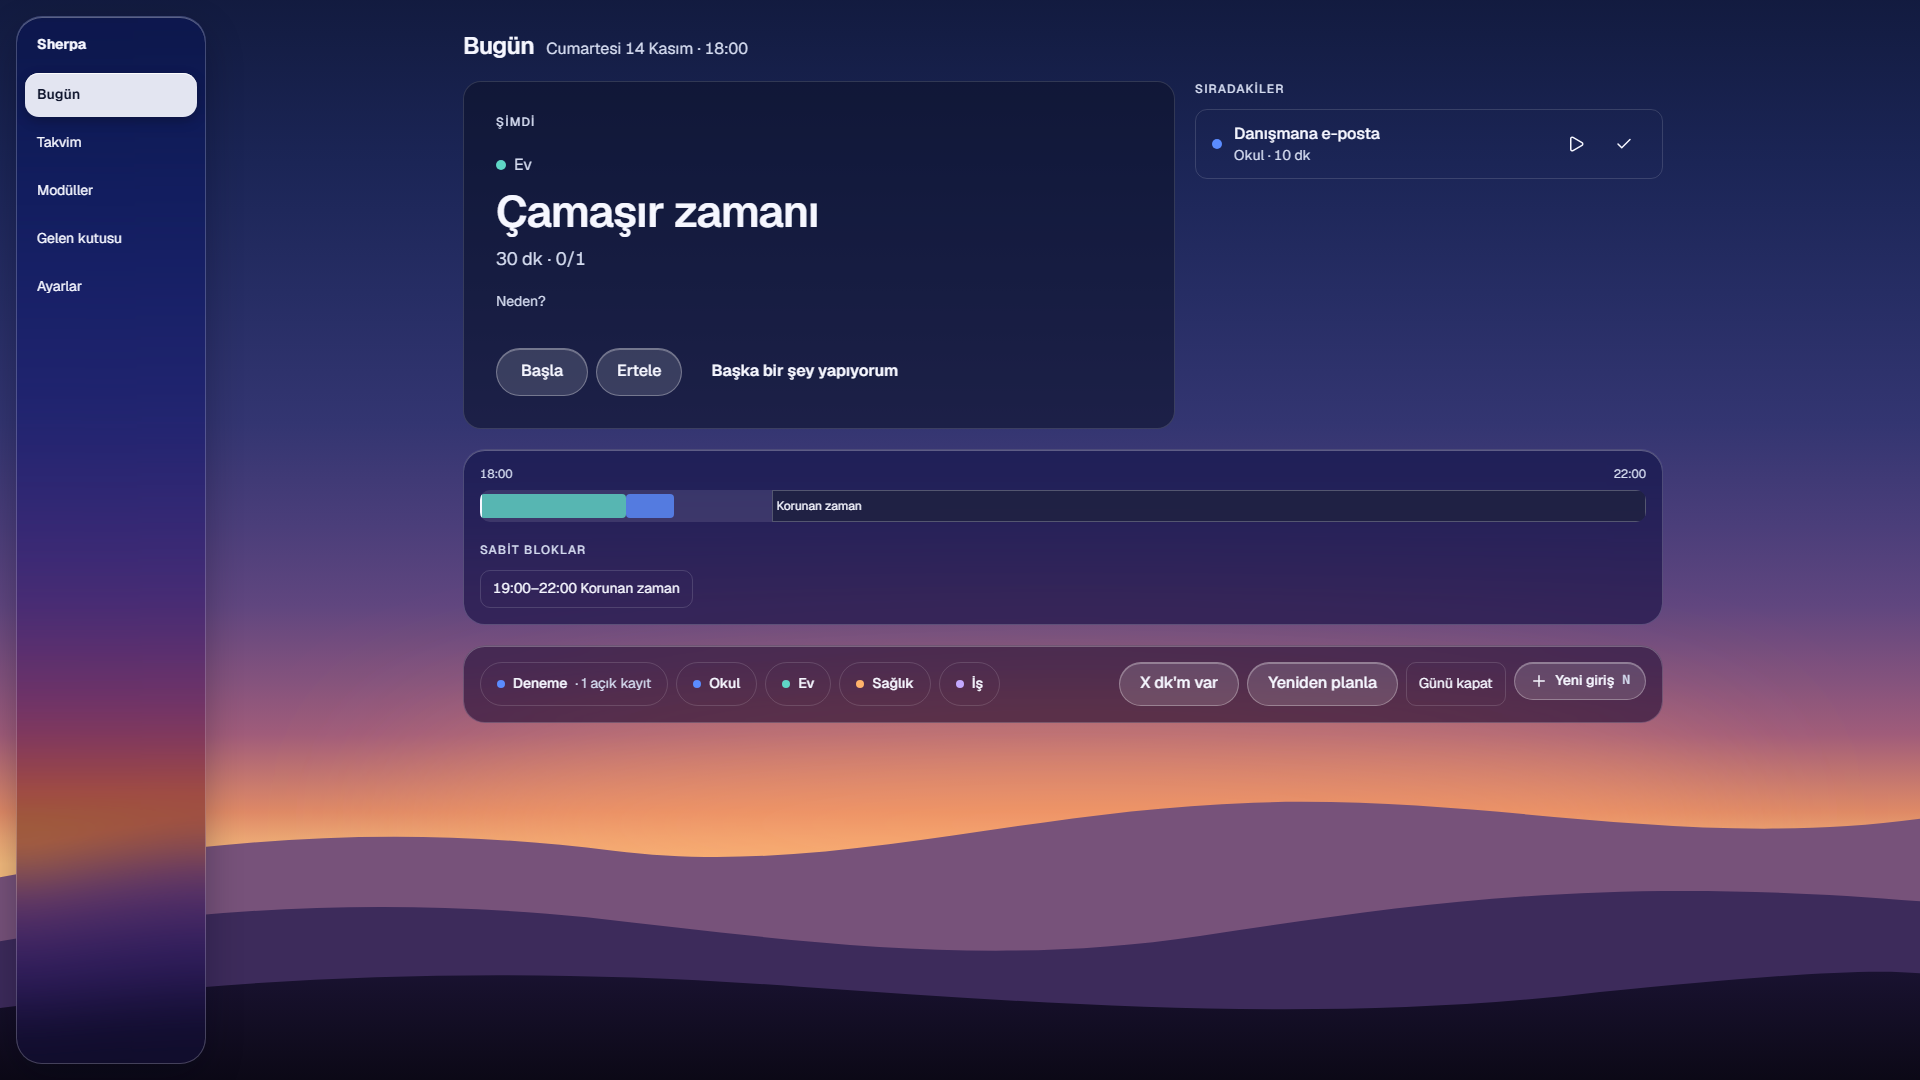 Sherpa
Bugün
Takvim
Modüller
Gelen kutusu
Ayarlar
Bugün Cumartesi 14 Kasım · 18:00
ŞİMDİ
Ev
Çamaşır zamanı
30 dk · 0/1
Neden?
Başla Ertele Başka bir şey yapıyorum
SIRADAKİLER
Danışmana e-posta
Okul · 10 dk
18:00 22:00
Korunan zaman
SABİT BLOKLAR
19:00–22:00 Korunan zaman
Deneme · 1 açık kayıt Okul Ev Sağlık İş X dk'm var Yeniden planla Günü kapat Yeni giriş N